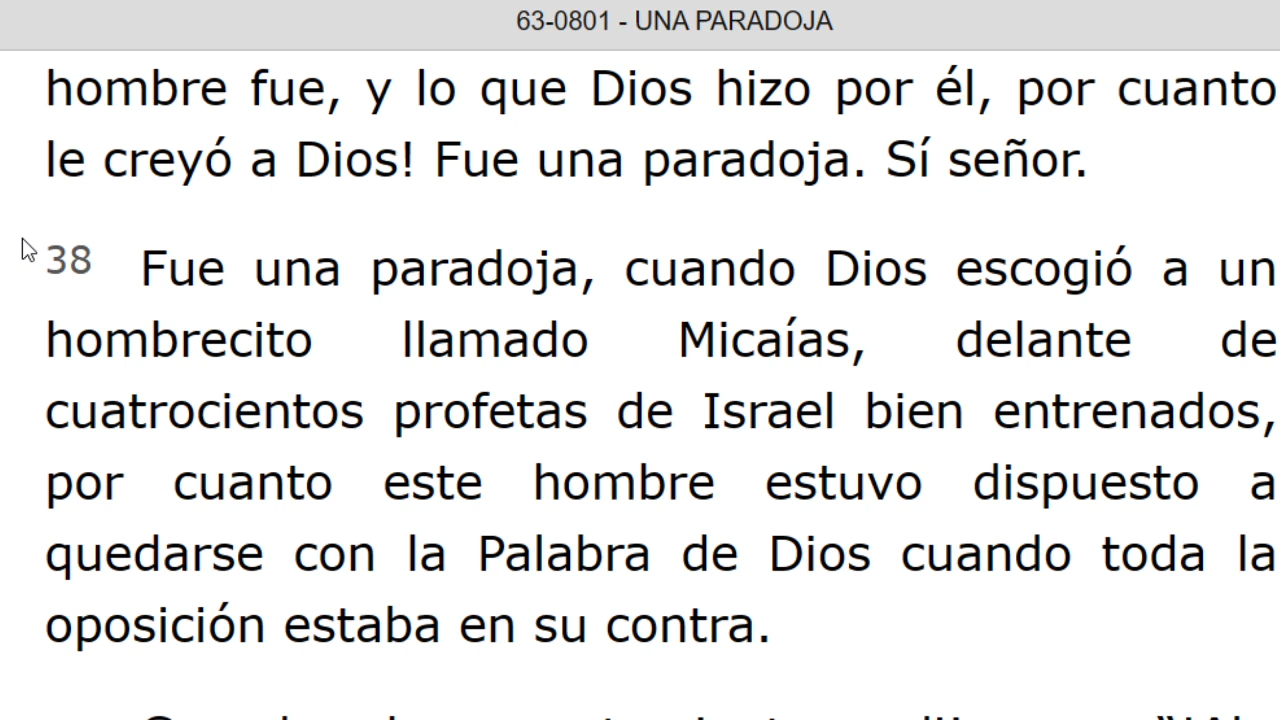 63-0801 - UNA PARADOJA
hombre fue, y lo que Dios hizo por él, por cuanto
le creyó a Dios! Fue una paradoja. Sí señor.
38 Fue una paradoja, cuando Dios escogió a un
hombrecito llamado Micaías, delante de
cuatrocientos profetas de Israel bien entrenados,
por cuanto este hombre estuvo dispuesto a
quedarse con la Palabra de Dios cuando toda la
oposición estaba en su contra.